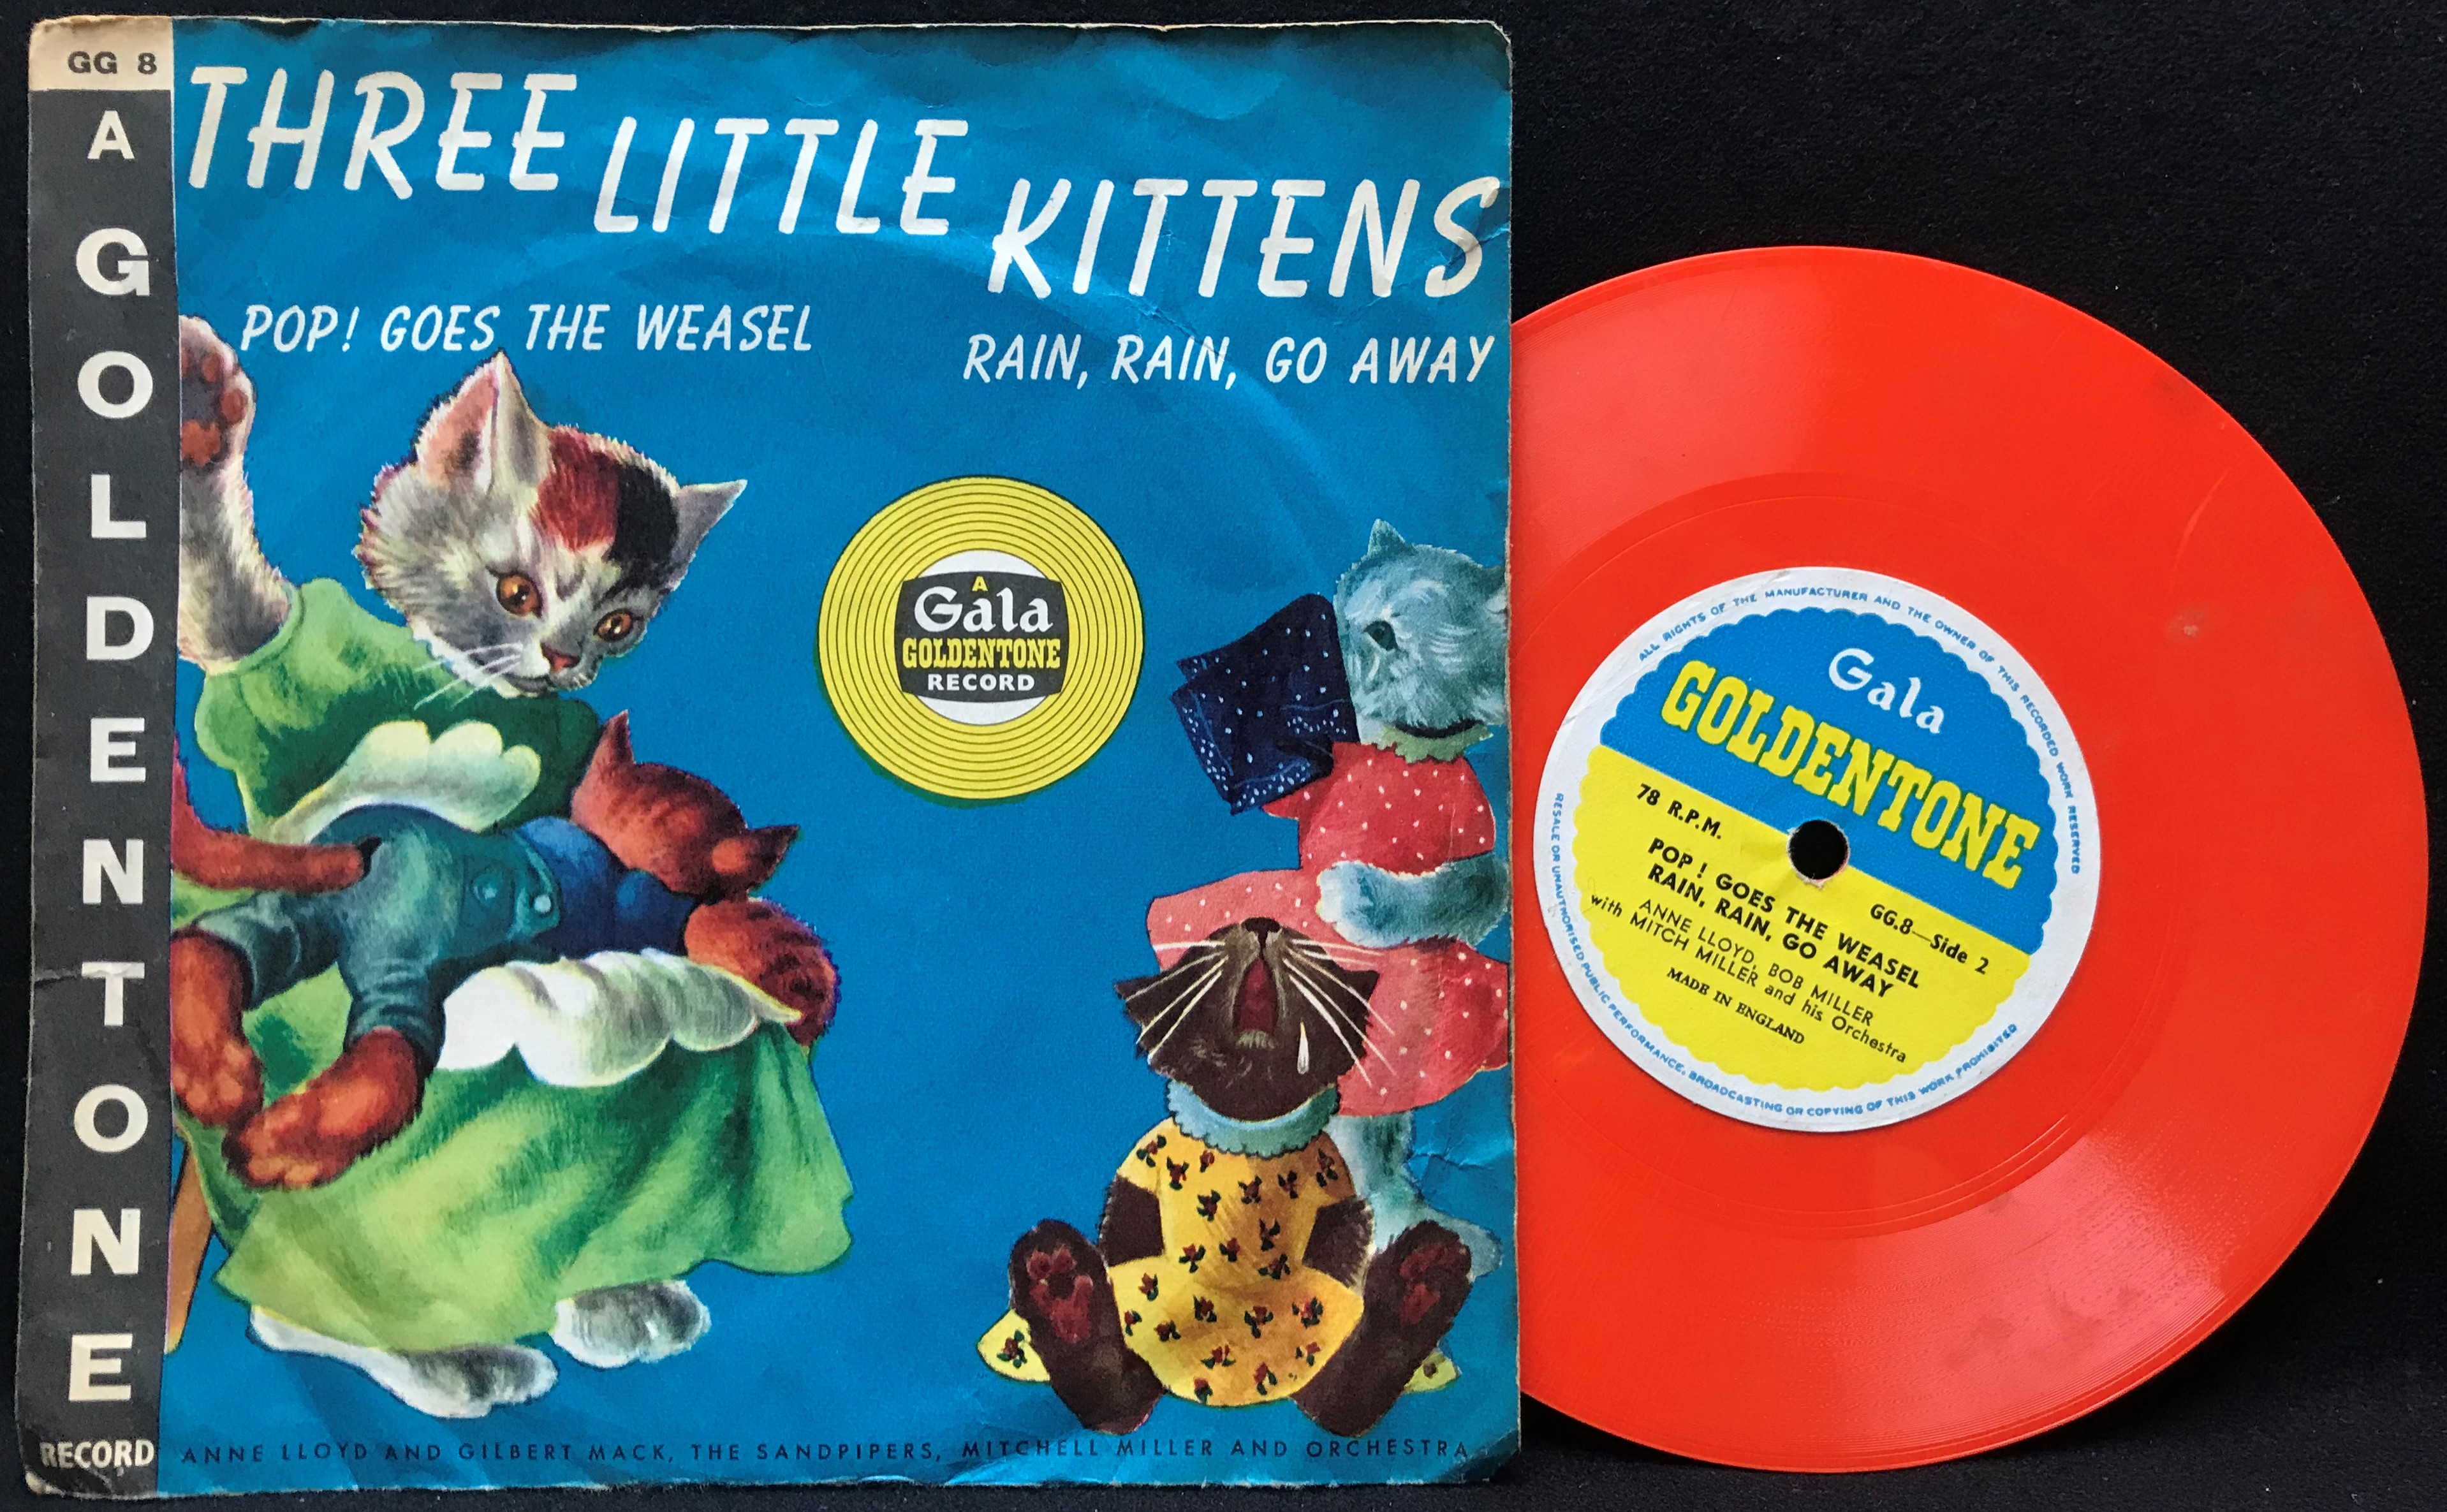 GG 8
A GOLDENTONE
RECORD
THREE LITTLE KITTENS
POP! GOES THE WEASEL
RAIN, RAIN, GO AWAY
A
Gala
GOLDENTONE
RECORD
ANNE LLOYD AND GILBERT MACK, THE SANDPIPERS, MITCHELL MILLER AND ORCHESTRA
ALL RIGHTS OF THE MANUFACTURER AND THE OWNER OF THIS RECORDED WORK RESERVED
Gala
GOLDENTONE
78 R.P.M.
GG.8—Side 2
POP! GOES THE WEASEL
RAIN, RAIN, GO AWAY
ANNE LLOYD, BOB MILLER
with MITCH MILLER and his Orchestra
MADE IN ENGLAND
RESALE OR UNAUTHORISED PUBLIC PERFORMANCE, BROADCASTING OR COPYING OF THIS WORK PROHIBITED